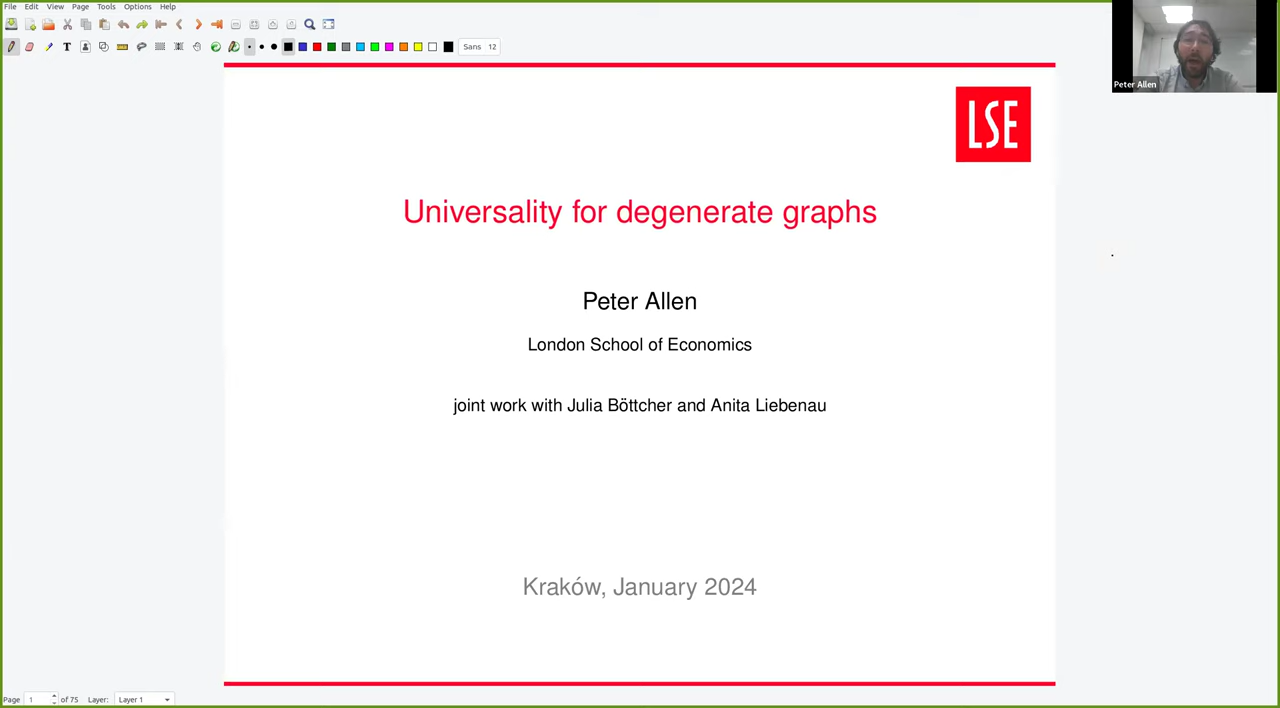 File Edit View Page Tools Options Help
T
Sans 12
Peter Allen
LSE
Universality for degenerate graphs
Peter Allen
London School of Economics
joint work with Julia Böttcher and Anita Liebenau
Kraków, January 2024
Page 1 of 75 Layer: Layer 1